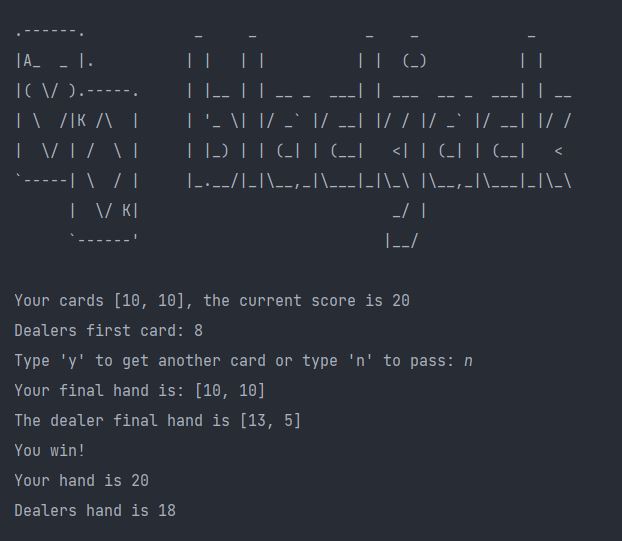 .------.            _     _            _    _            _
|A_  _ |.          | |   | |          | |  (_)          | |
|( \/ ).-----.     | |__ | | __ _  ___| | ___  __ _  ___| | __
| \  /|K /\  |     | '_ \| |/ _` |/ __| |/ / |/ _` |/ __| |/ /
|  \/ | /  \ |     | |_) | | (_| | (__|   <| | (_| | (__|   <
`-----| \  / |     |_.__/|_|\__,_|\___|_|\_\ |\__,_|\___|_|\_\
      |  \/ K|                            _/ |
      `------'                           |__/
Your cards [10, 10], the current score is 20
Dealers first card: 8
Type 'y' to get another card or type 'n' to pass: n
Your final hand is: [10, 10]
The dealer final hand is [13, 5]
You win!
Your hand is 20
Dealers hand is 18